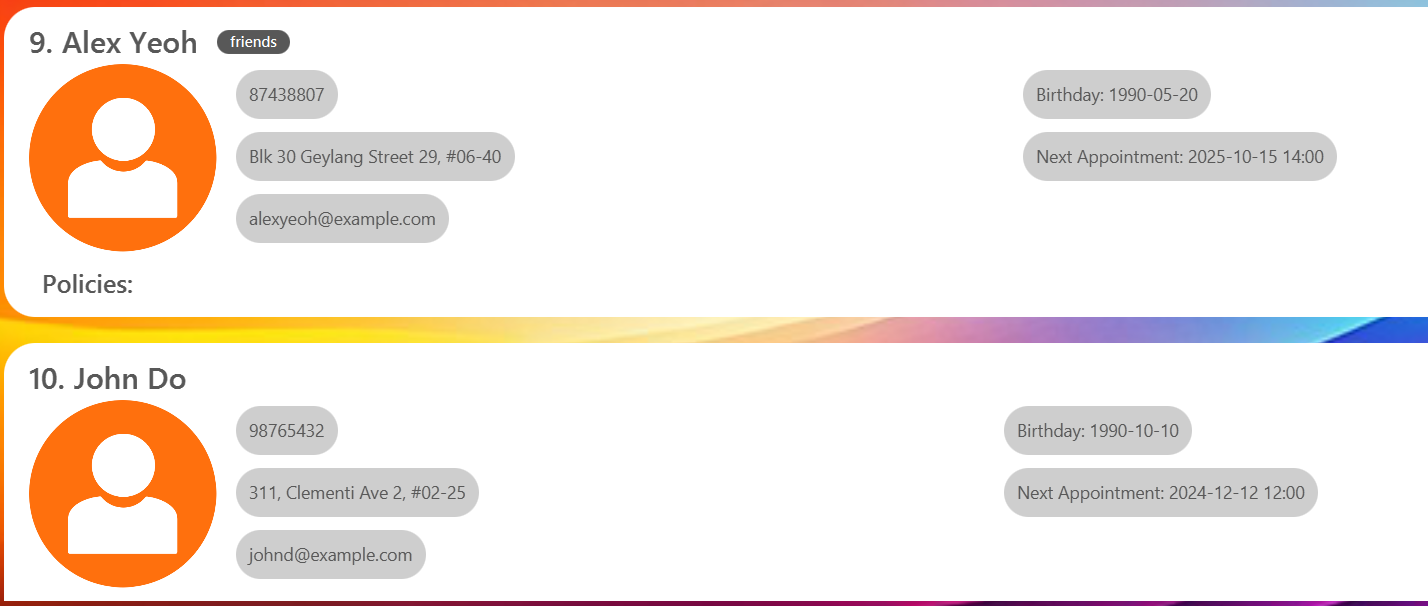 9. Alex Yeoh friends
87438807
Birthday: 1990-05-20
Blk 30 Geylang Street 29, #06-40
Next Appointment: 2025-10-15 14:00
alexyeoh@example.com
Policies:
10. John Do
98765432
Birthday: 1990-10-10
311, Clementi Ave 2, #02-25
Next Appointment: 2024-12-12 12:00
johnd@example.com